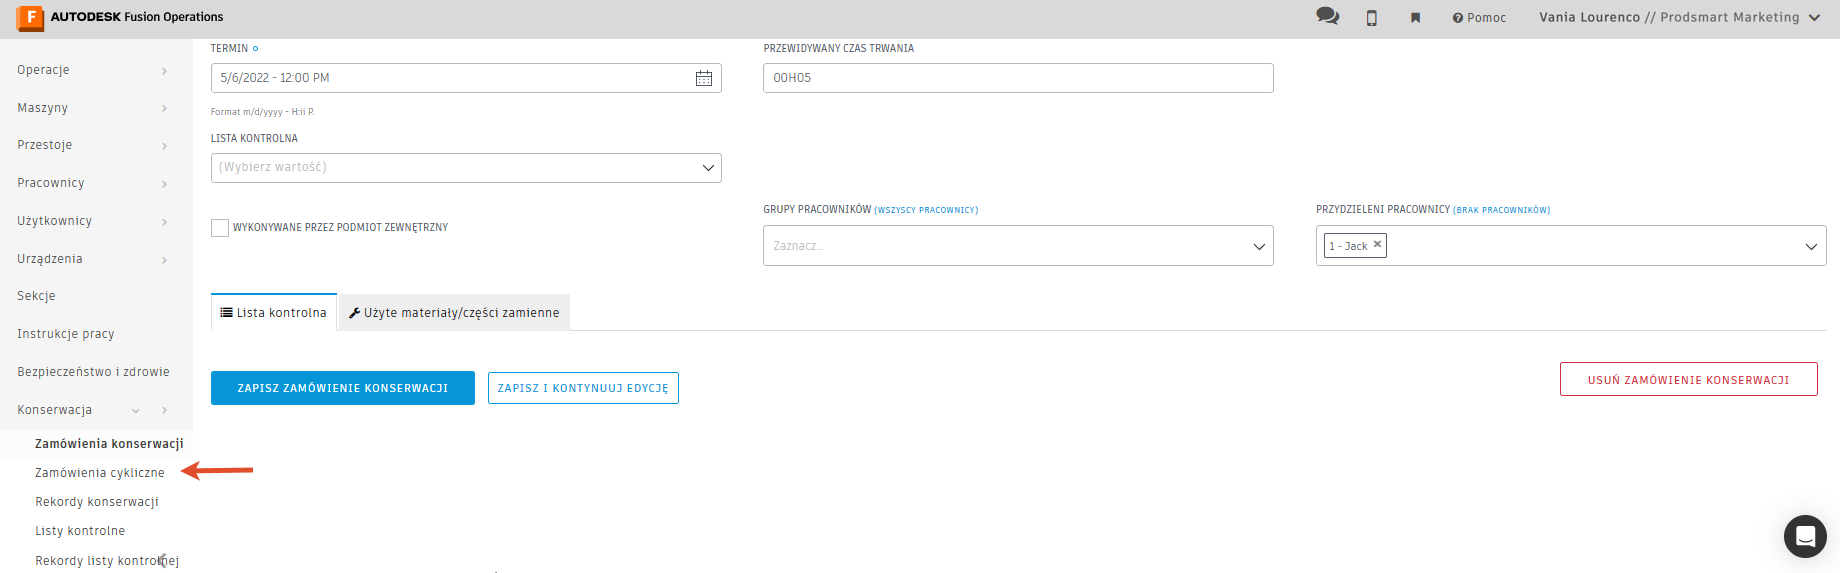 F AUTODESK Fusion Operations
Pomoc
Vania Lourenco // Prodsmart Marketing
Operacje
Maszyny
Przestoje
Pracownicy
Użytkownicy
Urządzenia
Sekcje
Instrukcje pracy
Bezpieczeństwo i zdrowie
Konserwacja
Zamówienia konserwacji
Zamówienia cykliczne
Rekordy konserwacji
Listy kontrolne
Rekordy listy kontrolnej
TERMIN
5/6/2022 - 12:00 PM
Format m/d/yyyy - H:ii P.
PRZEWIDYWANY CZAS TRWANIA
00H05
LISTA KONTROLNA
(Wybierz wartość)
WYKONYWANE PRZEZ PODMIOT ZEWNĘTRZNY
GRUPY PRACOWNIKÓW (WSZYSCY PRACOWNICY)
Zaznacz...
PRZYDZIELENI PRACOWNICY (BRAK PRACOWNIKÓW)
1 - Jack ×
Lista kontrolna
Użyte materiały/części zamienne
ZAPISZ ZAMÓWIENIE KONSERWACJI
ZAPISZ I KONTYNUUJ EDYCJĘ
USUŃ ZAMÓWIENIE KONSERWACJI